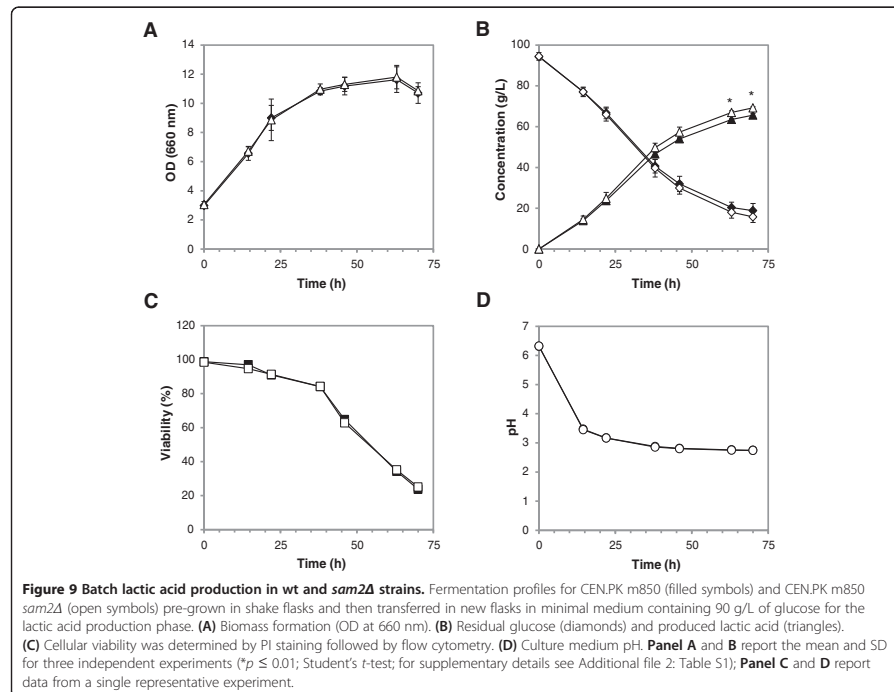 A
OD (660 nm)
14
12
10
8
6
4
2
0
0 25 50 75
Time (h)
B
Concentration (g/L)
100
80
60
40
20
0
* *
0 25 50 75
Time (h)
C
Viability (%)
120
100
80
60
40
20
0
0 25 50 75
Time (h)
D
pH
7
6
5
4
3
2
1
0
0 25 50 75
Time (h)
Figure 9 Batch lactic acid production in wt and sam2Δ strains. Fermentation profiles for CEN.PK m850 (filled symbols) and CEN.PK m850
sam2Δ (open symbols) pre-grown in shake flasks and then transferred in new flasks in minimal medium containing 90 g/L of glucose for the
lactic acid production phase. (A) Biomass formation (OD at 660 nm). (B) Residual glucose (diamonds) and produced lactic acid (triangles).
(C) Cellular viability was determined by PI staining followed by flow cytometry. (D) Culture medium pH. Panel A and B report the mean and SD
for three independent experiments (*p ≤ 0.01; Student's t-test; for supplementary details see Additional file 2: Table S1); Panel C and D report
data from a single representative experiment.